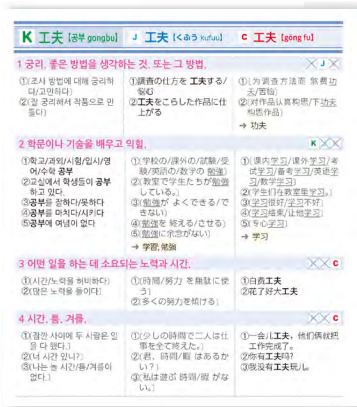 K 工夫 [공부 gongbu] J 工夫 [くふう kufuu] C 工夫 [gōng fu]
1 궁리, 좋은 방법을 생각하는 것. 또는 그 방법.
J
①(조사 방법에 대해 궁리하
다/고민하다)
②(잘 궁리해서 작품으로 만
들다)
①調査の仕方を 工夫する/
悩む
②工夫をこらした作品に仕
上がる
①(为调查方法而 煞费功
夫/苦恼)
②(对作品认真构思/下功夫
构思作品)
→ 功夫
2 학문이나 기술을 배우고 익힘.
K
①학교/과외/시험/입시/영
어/수학 공부
②교실에서 학생들이 공부
하고 있다.
③공부를 잘하다/못하다
④공부를 마치다/시키다
⑤공부에 여념이 없다
①(学校の/課外の/試験/受
験/英語の/数学の 勉強)
②(教室で学生たちが勉強
している。)
③(勉強が よくできる/で
きない)
④(勉強を 終える/させる)
⑤(勉強に余念がない)
→ 学習; 勉強
①(课内学习/课外学习/考
试学习/备考学习/英语学
习/数学学习)
②(学生们在教室里学习。)
③(学习很好/学习不好)
④(学习结束/让他学习)
⑤(专心学习)
→ 学习
3 어떤 일을 하는 데 소요되는 노력과 시간.
C
①(시간/노력을 허비하다)
②(많은 노력을 들이다)
①(時間/努力 を無駄に使
う)
②(多くの努力を傾ける)
①白费工夫
②花了好大工夫
4 시간, 틈, 겨를.
C
①(잠깐 사이에 두 사람은 일
을 다 했다.)
②(너 시간 있니?)
③(나는 놀 시간/틈/겨를이
없다.)
①(少しの時間で二人は仕
事を全て終えた。)
②(君、時間/暇 はあるか
い?)
③(私は遊ぶ 時間/暇 がな
い。)
①一会儿工夫，他们俩就把
工作完成了。
②你有工夫吗?
③我没有工夫玩儿。